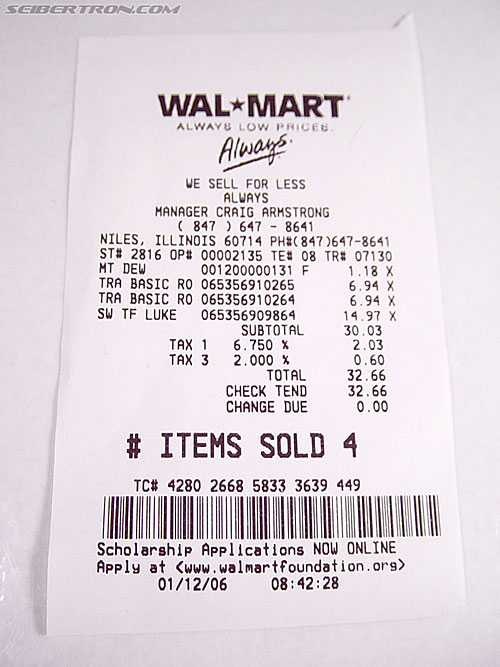 SEIBERTRON.COM
WAL★MART
ALWAYS LOW PRICES.
Always.
WE SELL FOR LESS
ALWAYS
MANAGER CRAIG ARMSTRONG
( 847 ) 647 - 8641
NILES, ILLINOIS 60714 PH#(847)647-8641
ST# 2816 OP# 00002135 TE# 08 TR# 07130
MT DEW 001200000131 F 1.18 X
TRA BASIC RO 065356910265 6.94 X
TRA BASIC RO 065356910264 6.94 X
SW TF LUKE 065356909864 14.97 X
SUBTOTAL 30.03
TAX 1 6.750 % 2.03
TAX 3 2.000 % 0.60
TOTAL 32.66
CHECK TEND 32.66
CHANGE DUE 0.00
# ITEMS SOLD 4
TC# 4280 2668 5833 3639 449
Scholarship Applications NOW ONLINE
Apply at <www.walmartfoundation.org>
01/12/06 08:42:28